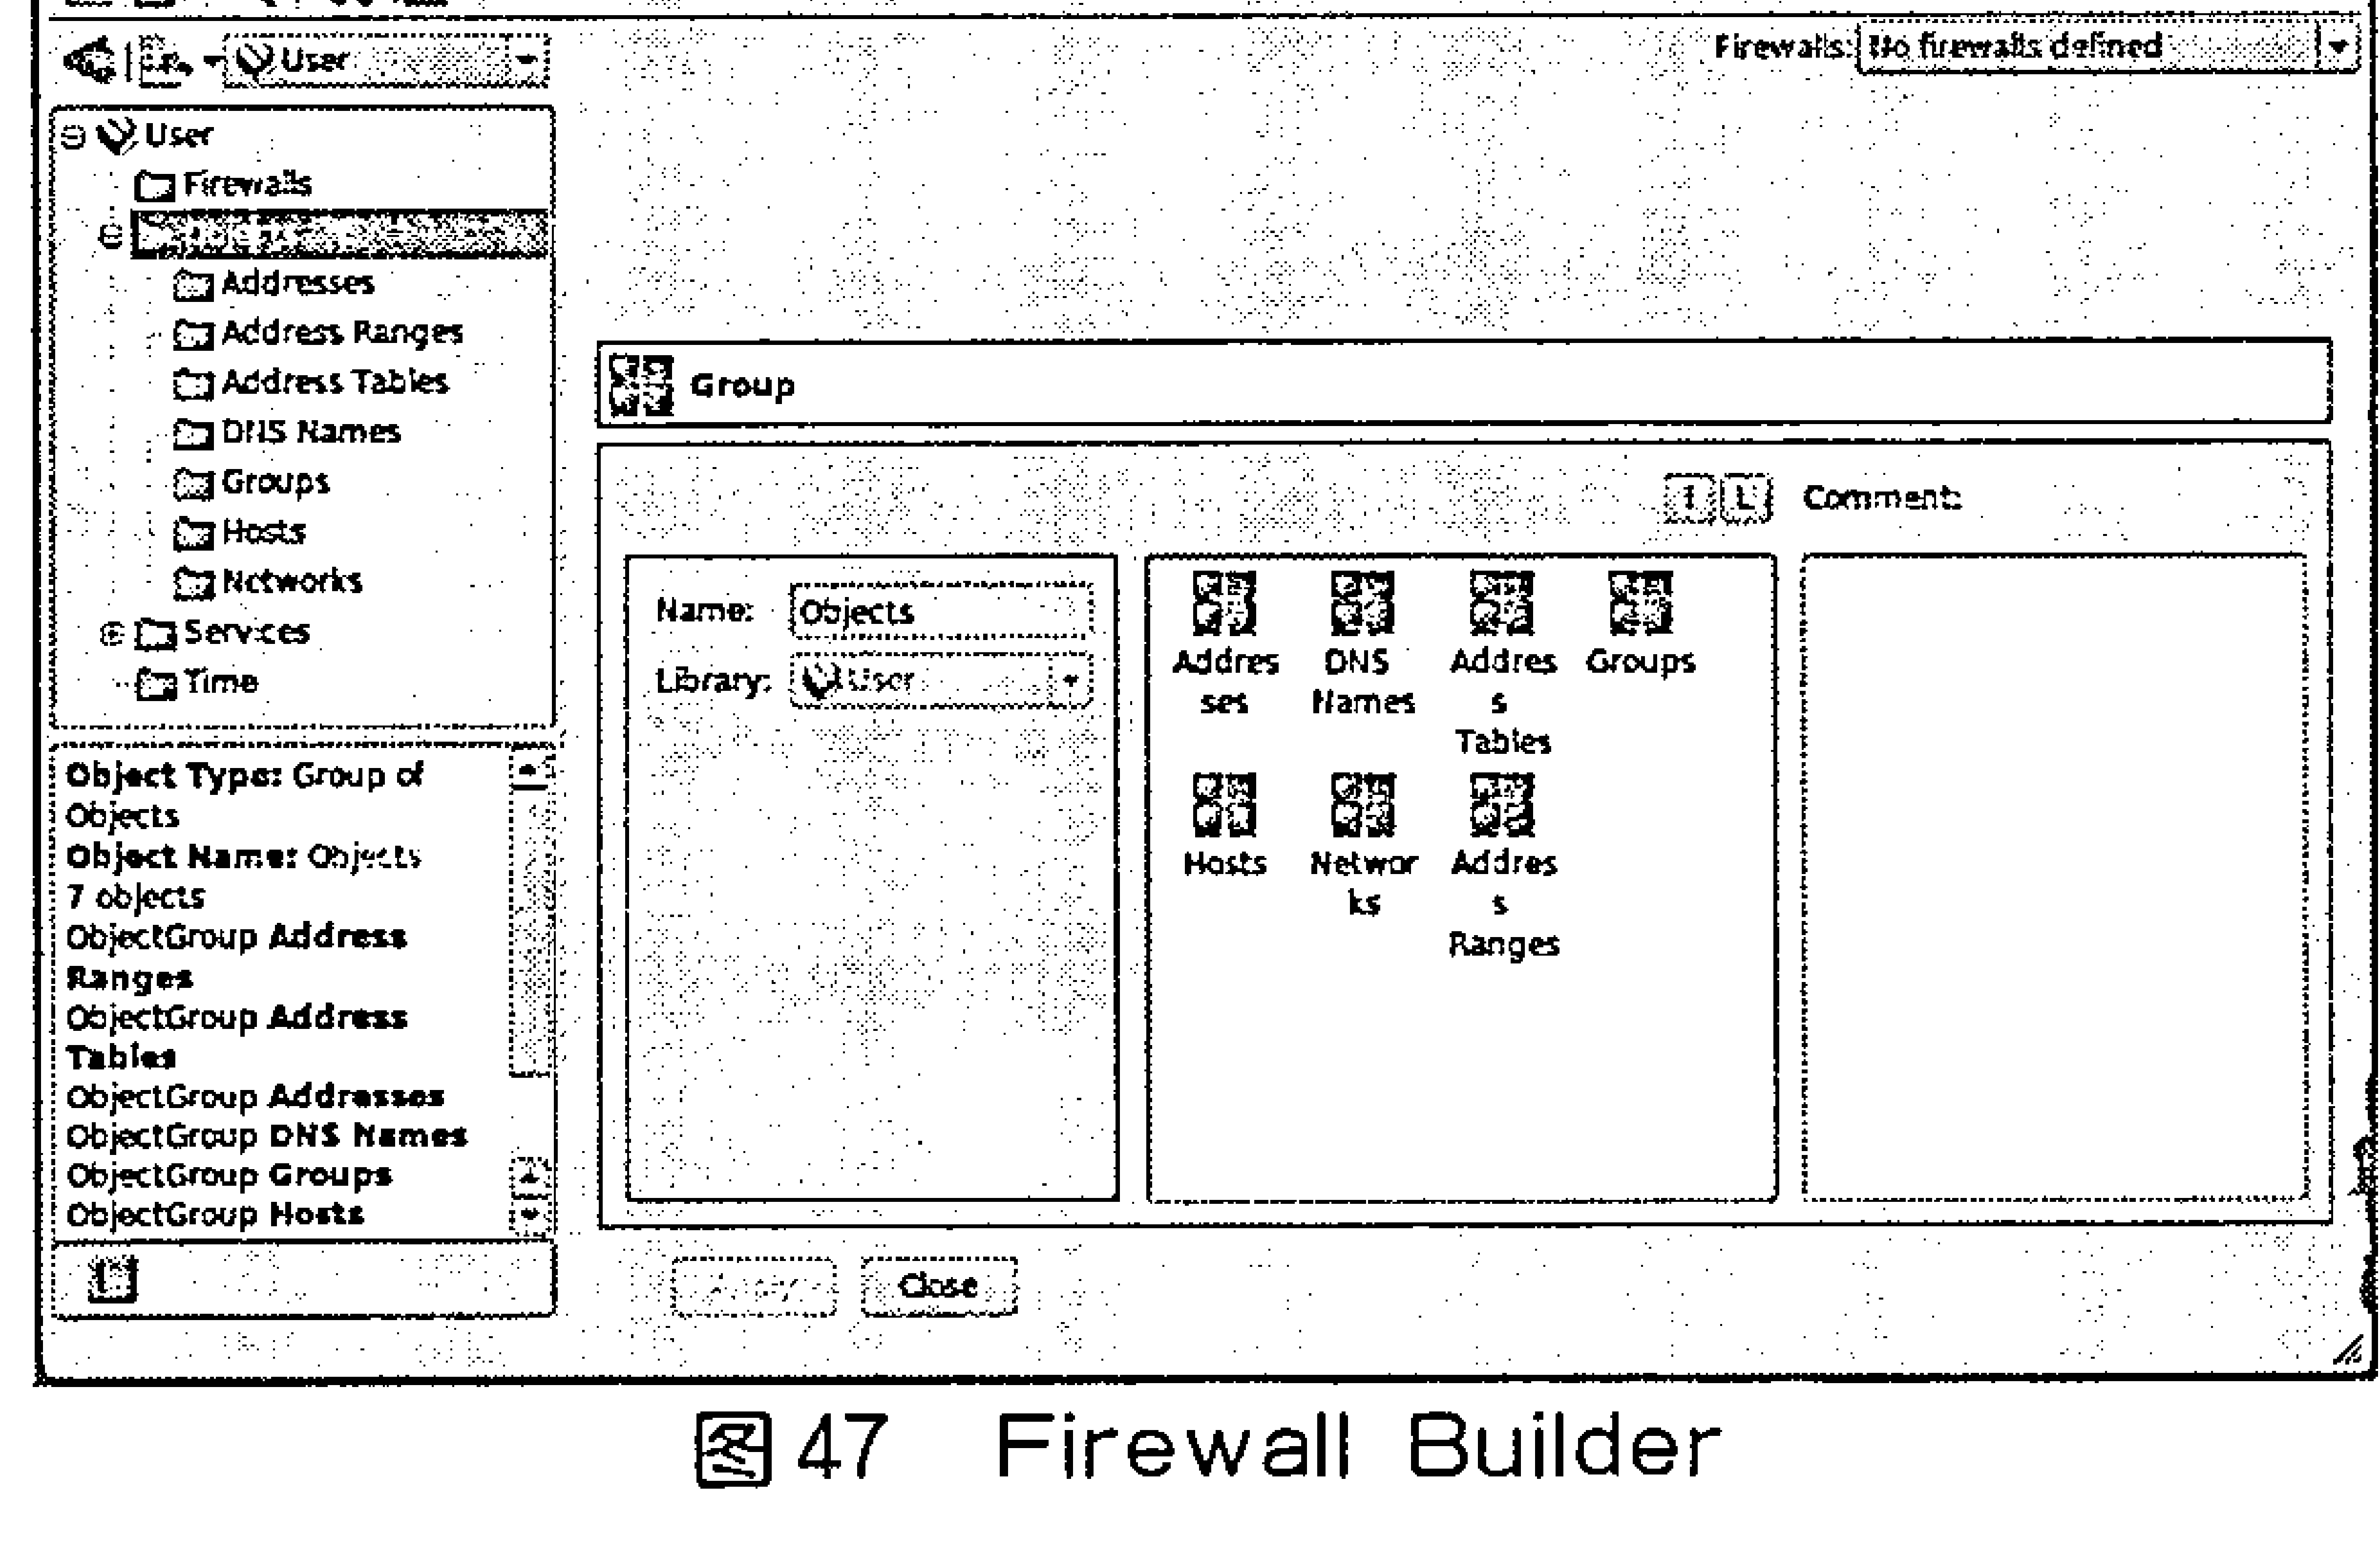 User
Firewalls: No firewalls defined
User
Firewalls
Addresses
Address Ranges
Address Tables
DNS Names
Groups
Hosts
Networks
Services
Time
Object Type: Group of
Objects
Object Name: Objects
7 objects
ObjectGroup Address
Ranges
ObjectGroup Address
Tables
ObjectGroup Addresses
ObjectGroup DNS Names
ObjectGroup Groups
ObjectGroup Hosts
Group
I L Comment:
Name: Objects
Library: User
Addres
ses
DNS
Names
Addres
s
Tables
Groups
Hosts
Networ
ks
Addres
s
Ranges
Close
图 47 Firewall Builder